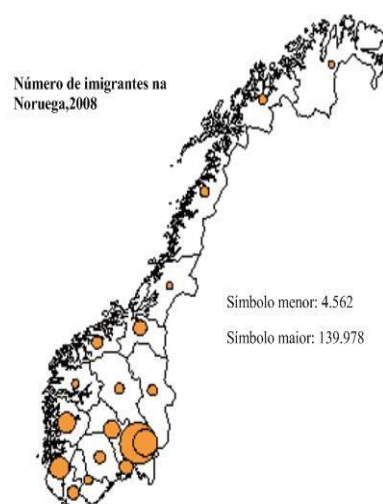 Número de imigrantes na
Noruega,2008
Símbolo menor: 4.562
Símbolo maior: 139.978